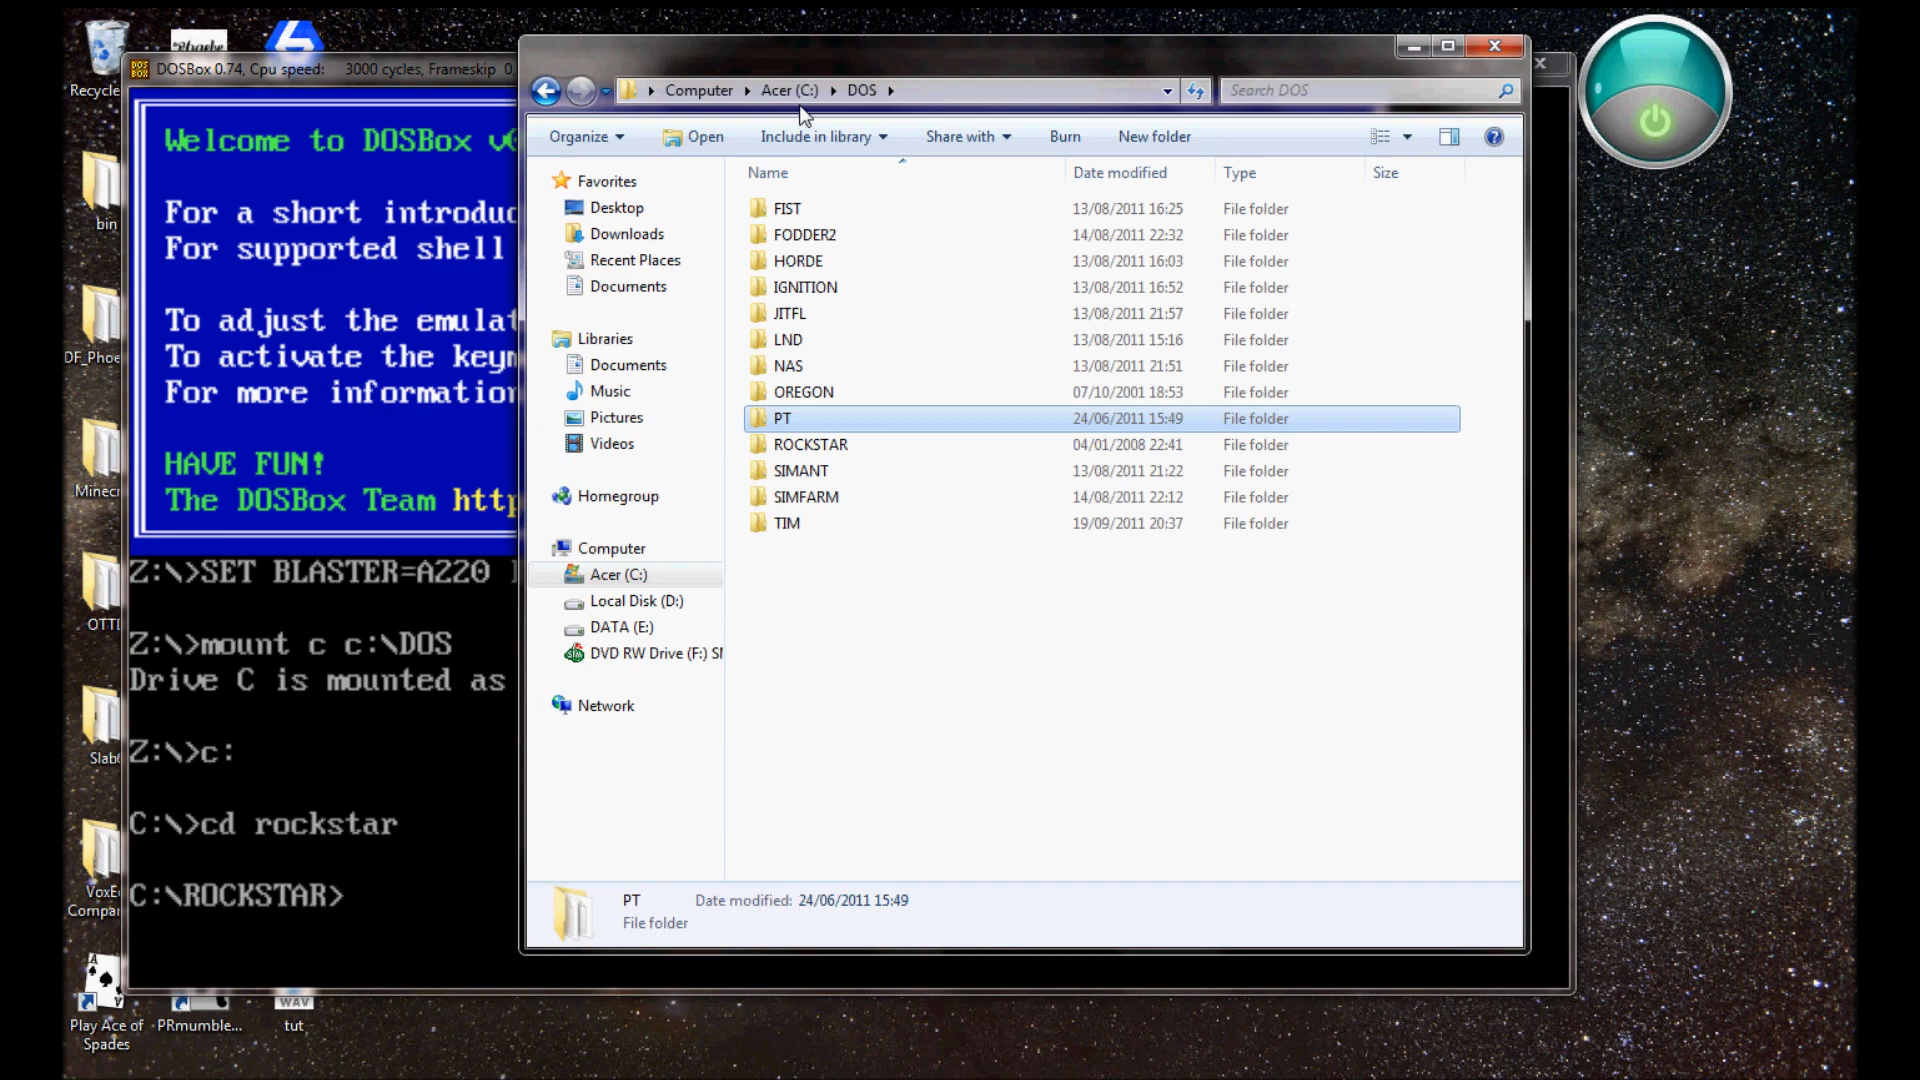 Recycle
bin
DF_Phoe
Minecr
OTTD
Slab6
VoxEd
Compan
Play Ace of
Spades
PRmumble...
WAV
tut
DOSBox 0.74, Cpu speed: 3000 cycles, Frameskip 0,
Welcome to DOSBox v
For a short introduc
For supported shell
To adjust the emulat
To activate the keym
For more information
HAVE FUN!
The DOSBox Team http
Z:\>SET BLASTER=A220
Z:\>mount c c:\DOS
Drive C is mounted as
Z:\>c:
C:\>cd rockstar
C:\ROCKSTAR>
Computer Acer (C:) DOS
Search DOS
Organize Open Include in library Share with Burn New folder
Favorites
Desktop
Downloads
Recent Places
Documents
Libraries
Documents
Music
Pictures
Videos
Homegroup
Computer
Acer (C:)
Local Disk (D:)
DATA (E:)
DVD RW Drive (F:) SI
Network
Name Date modified Type Size
FIST 13/08/2011 16:25 File folder
FODDER2 14/08/2011 22:32 File folder
HORDE 13/08/2011 16:03 File folder
IGNITION 13/08/2011 16:52 File folder
JITFL 13/08/2011 21:57 File folder
LND 13/08/2011 15:16 File folder
NAS 13/08/2011 21:51 File folder
OREGON 07/10/2001 18:53 File folder
PT 24/06/2011 15:49 File folder
ROCKSTAR 04/01/2008 22:41 File folder
SIMANT 13/08/2011 21:22 File folder
SIMFARM 14/08/2011 22:12 File folder
TIM 19/09/2011 20:37 File folder
PT Date modified: 24/06/2011 15:49
File folder